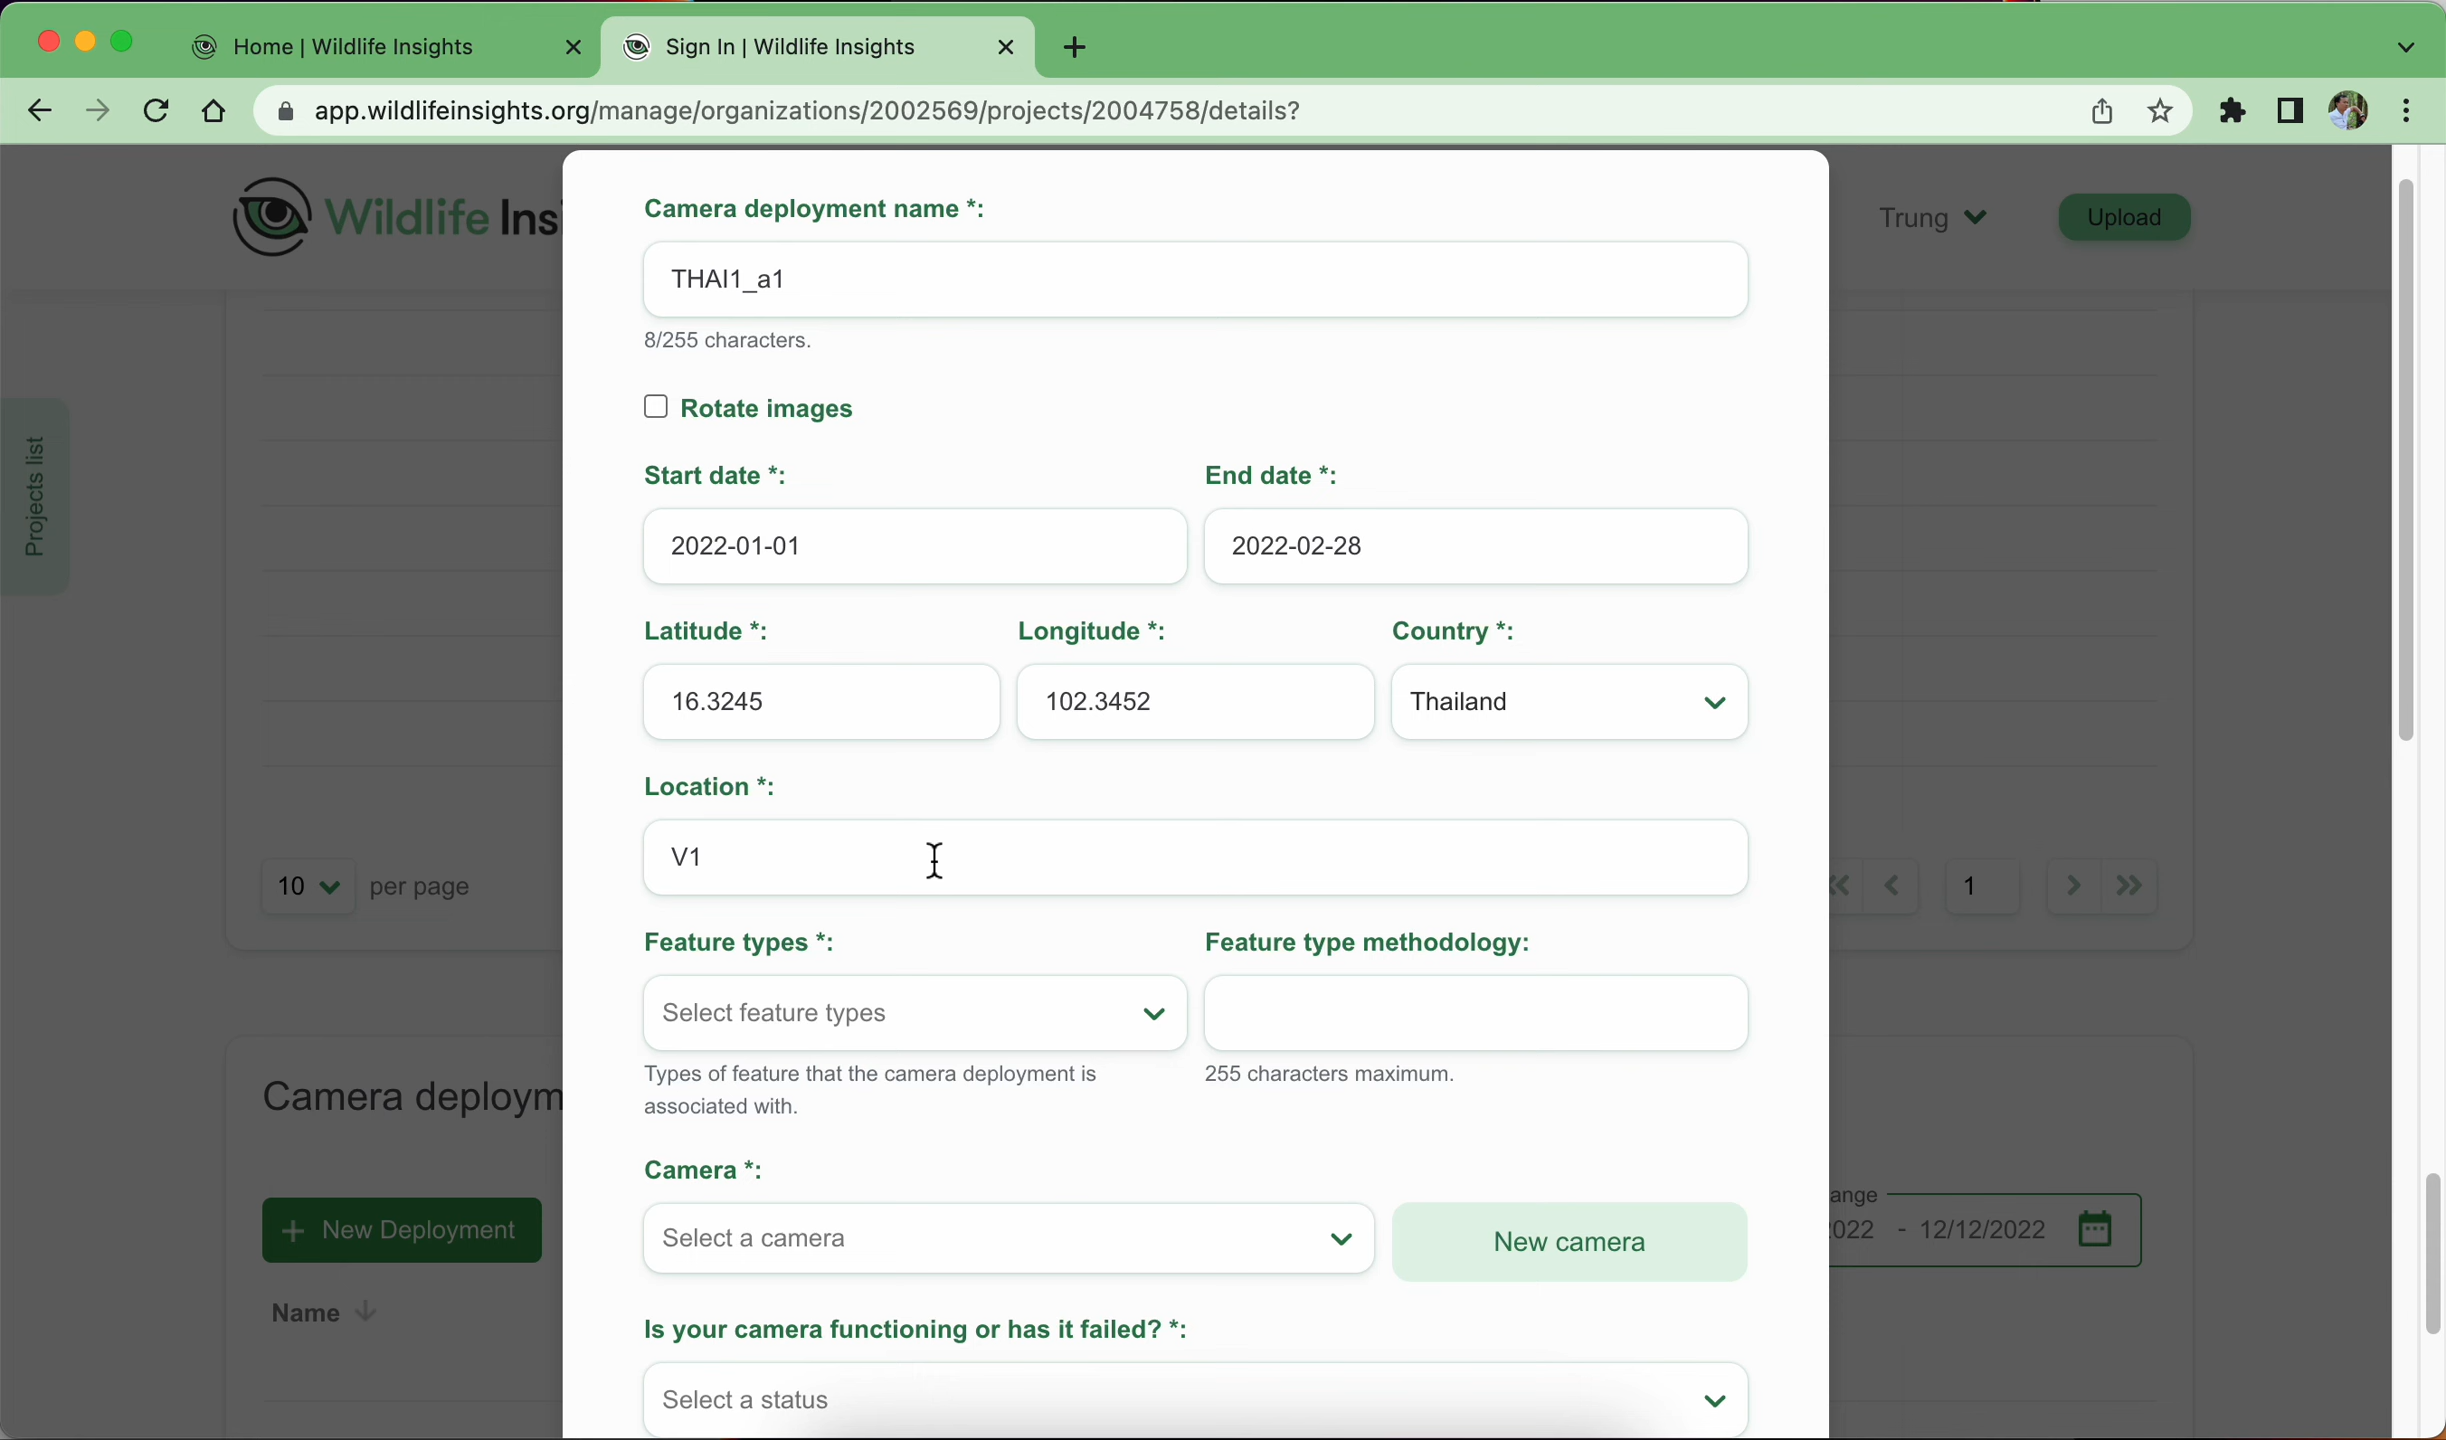 Home | Wildlife Insights
Sign In | Wildlife Insights
app.wildlifeinsights.org/manage/organizations/2002569/projects/2004758/details?
Wildlife Insi
Trung
Upload
Projects list
Camera deployment name *:
THAI1_a1
8/255 characters.
Rotate images
Start date *:
End date *:
2022-01-01
2022-02-28
Latitude *:
Longitude *:
Country *:
16.3245
102.3452
Thailand
Location *:
V1
10
per page
1
Feature types *:
Feature type methodology:
Select feature types
Types of feature that the camera deployment is
associated with.
255 characters maximum.
Camera deploym
Camera *:
Select a camera
New camera
+ New Deployment
ange
2022 - 12/12/2022
Name
Is your camera functioning or has it failed? *:
Select a status